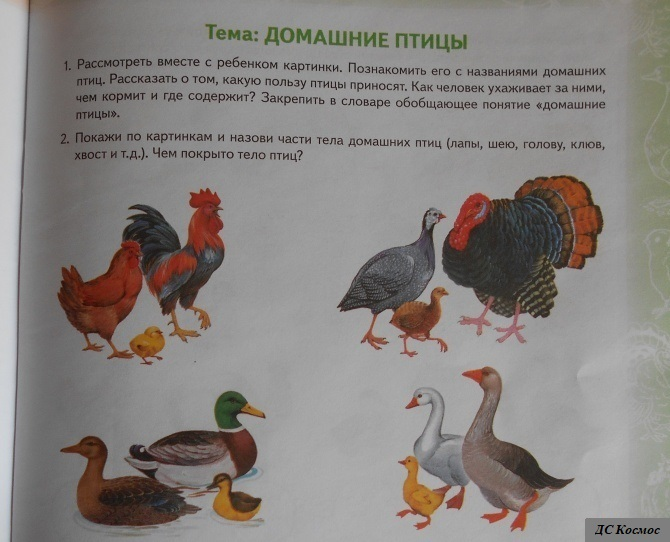 Тема: ДОМАШНИЕ ПТИЦЫ
1. Рассмотреть вместе с ребенком картинки. Познакомить его с названиями домашних
птиц. Рассказать о том, какую пользу птицы приносят. Как человек ухаживает за ними,
чем кормит и где содержит? Закрепить в словаре обобщающее понятие «домашние
птицы».
2. Покажи по картинкам и назови части тела домашних птиц (лапы, шею, голову, клюв,
хвост и т.д.). Чем покрыто тело птиц?
ДС Космос